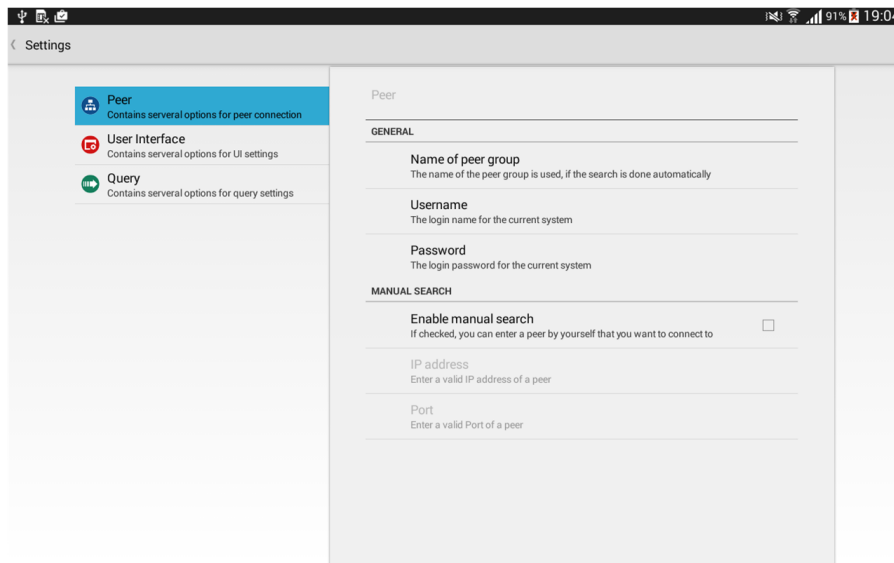 91% 19:04
Settings
Peer
Contains serveral options for peer connection
User Interface
Contains serveral options for UI settings
Query
Contains serveral options for query settings
Peer
GENERAL
Name of peer group
The name of the peer group is used, if the search is done automatically
Username
The login name for the current system
Password
The login password for the current system
MANUAL SEARCH
Enable manual search
If checked, you can enter a peer by yourself that you want to connect to
IP address
Enter a valid IP address of a peer
Port
Enter a valid Port of a peer